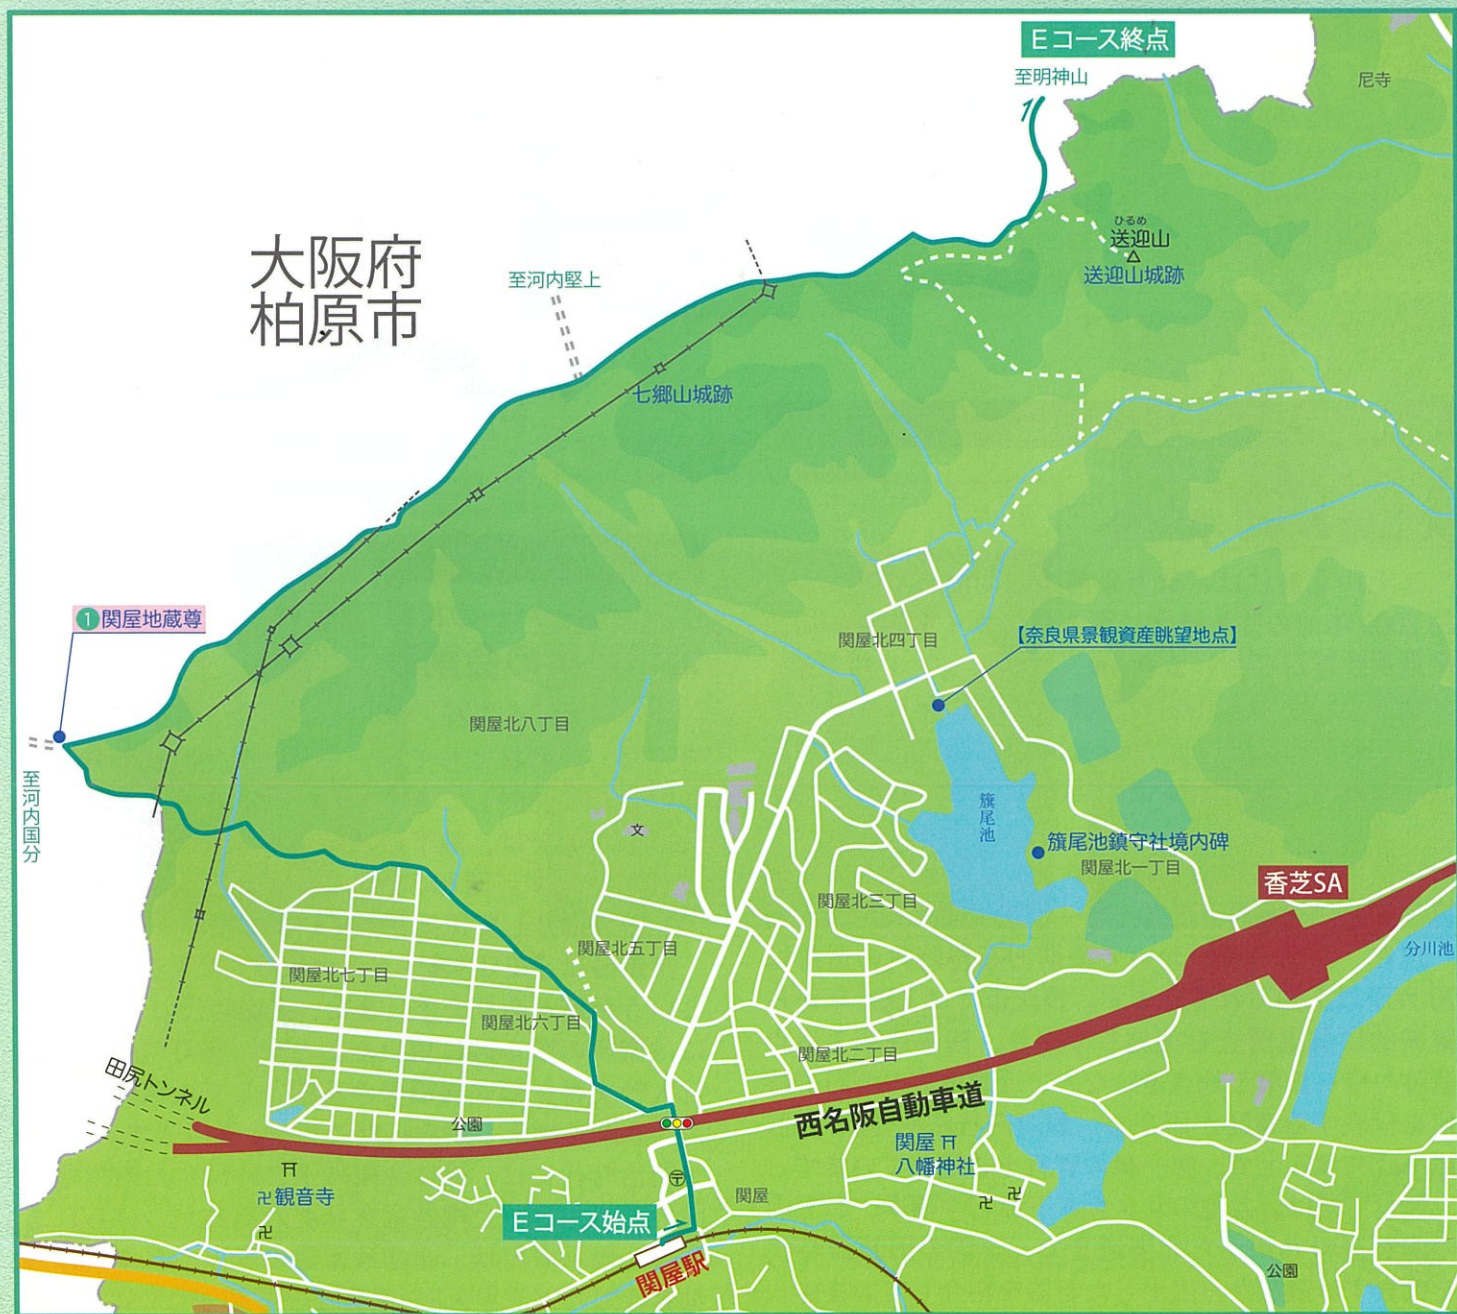 Eコース終点
至明神山
尼寺
大阪府
柏原市
至河内堅上
ひるめ
送迎山
送迎山城跡
七郷山城跡
1 関屋地蔵尊
至河内国分
関屋北四丁目
【奈良県景観資産眺望地点】
関屋北八丁目
籏尾池
文
籏尾池鎮守社境内碑
関屋北一丁目
香芝SA
関屋北三丁目
関屋北五丁目
分川池
関屋北七丁目
関屋北六丁目
関屋北二丁目
田尻トンネル
公園
西名阪自動車道
関屋
八幡神社
卍観音寺
卍
〒
関屋
卍
卍
Eコース始点
関屋駅
公園